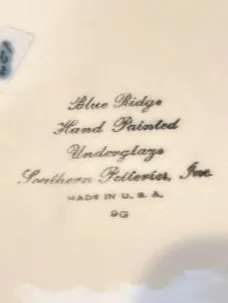 Blue Ridge
Hand Painted
Underglaze
Southern Potteries, Inc.
MADE IN U. S. A.
9G